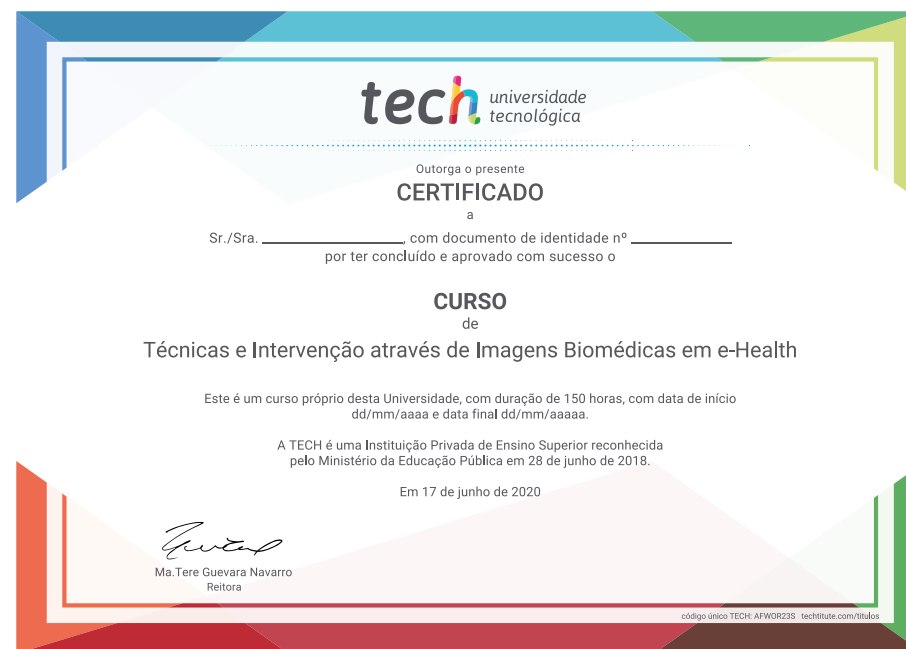 tech universidade
tecnológica
Outorga o presente
CERTIFICADO
a
Sr./Sra. ________________, com documento de identidade nº ____________
por ter concluído e aprovado com sucesso o
CURSO
de
Técnicas e Intervenção através de Imagens Biomédicas em e-Health
Este é um curso próprio desta Universidade, com duração de 150 horas, com data de início
dd/mm/aaaa e data final dd/mm/aaaaa.
A TECH é uma Instituição Privada de Ensino Superior reconhecida
pelo Ministério da Educação Pública em 28 de junho de 2018.
Em 17 de junho de 2020
Ma.Tere Guevara Navarro
Reitora
código único TECH: AFWOR23S techtitute.com/titulos